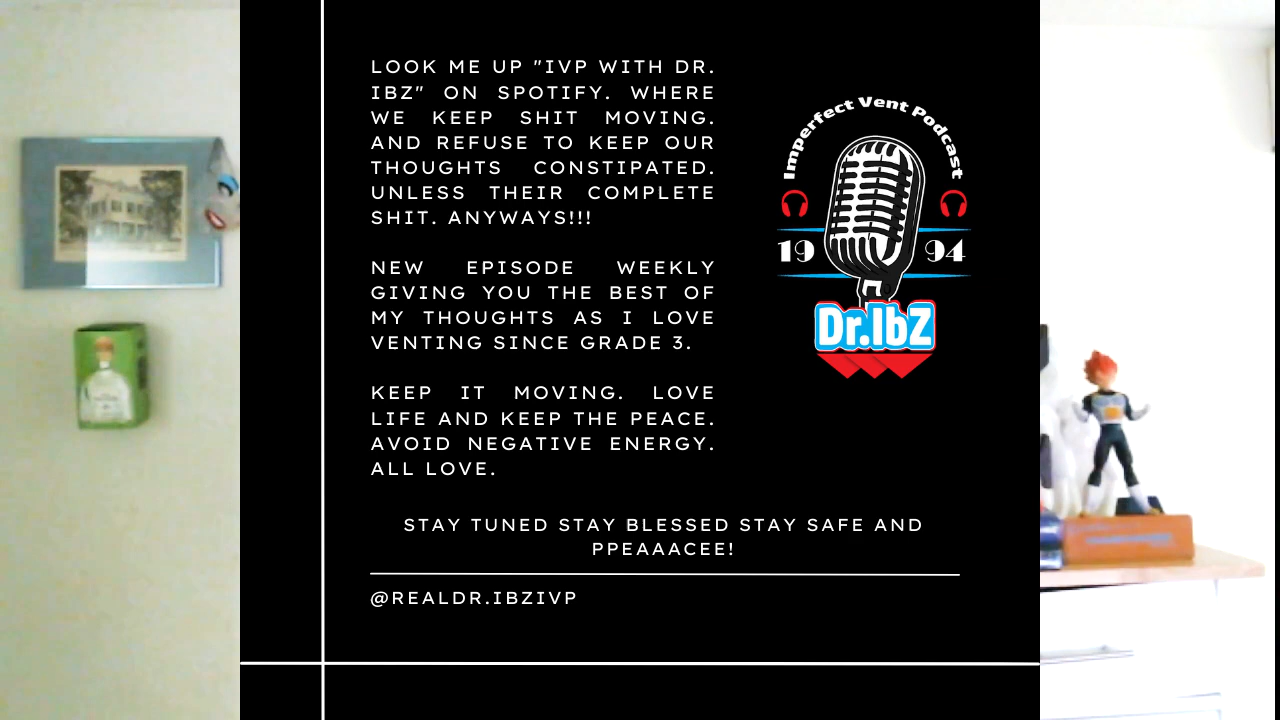 LOOK ME UP "IVP WITH DR.
IBZ" ON SPOTIFY. WHERE
WE KEEP SHIT MOVING.
AND REFUSE TO KEEP OUR
THOUGHTS CONSTIPATED.
UNLESS THEIR COMPLETE
SHIT. ANYWAYS!!!
NEW EPISODE WEEKLY
GIVING YOU THE BEST OF
MY THOUGHTS AS I LOVE
VENTING SINCE GRADE 3.
KEEP IT MOVING. LOVE
LIFE AND KEEP THE PEACE.
AVOID NEGATIVE ENERGY.
ALL LOVE.
Imperfect Vent Podcast
19 94
Dr.IbZ
STAY TUNED STAY BLESSED STAY SAFE AND
PPEAAACEE!
@REALDR.IBZIVP